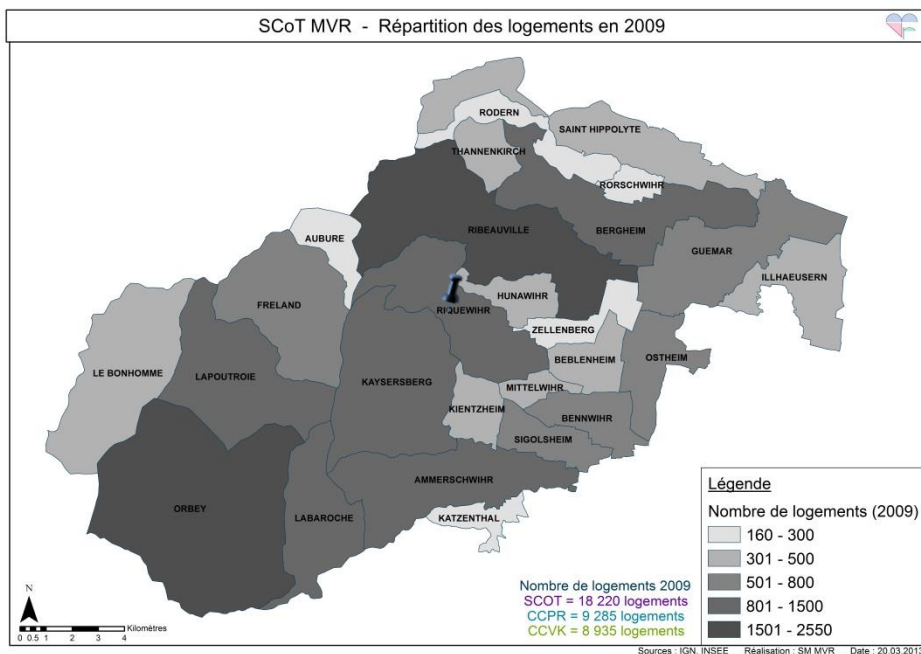 SCoT MVR - Répartition des logements en 2009
RODERN
SAINT HIPPOLYTE
THANNENKIRCH
RORSCHWIHR
AUBURE
RIBEAUVILLE
BERGHEIM
GUEMAR
ILLHAEUSERN
FRELAND
HUNAWIHR
RIQUEWIHR
ZELLENBERG
BEBLENHEIM
OSTHEIM
LE BONHOMME
LAPOUTROIE
KAYSERSBERG
MITTELWIHR
KIENTZHEIM
BENNWIHR
SIGOLSHEIM
AMMERSCHWIHR
ORBEY
LABAROCHE
KATZENTHAL
Légende
Nombre de logements (2009)
160 - 300
301 - 500
501 - 800
801 - 1500
1501 - 2550
Nombre de logements 2009
SCOT = 18 220 logements
CCPR = 9 285 logements
CCVK = 8 935 logements
N
Kilomètres
0 0.5 1 2 3 4
Sources : IGN, INSEE Réalisation : SM MVR Date : 20.03.2013